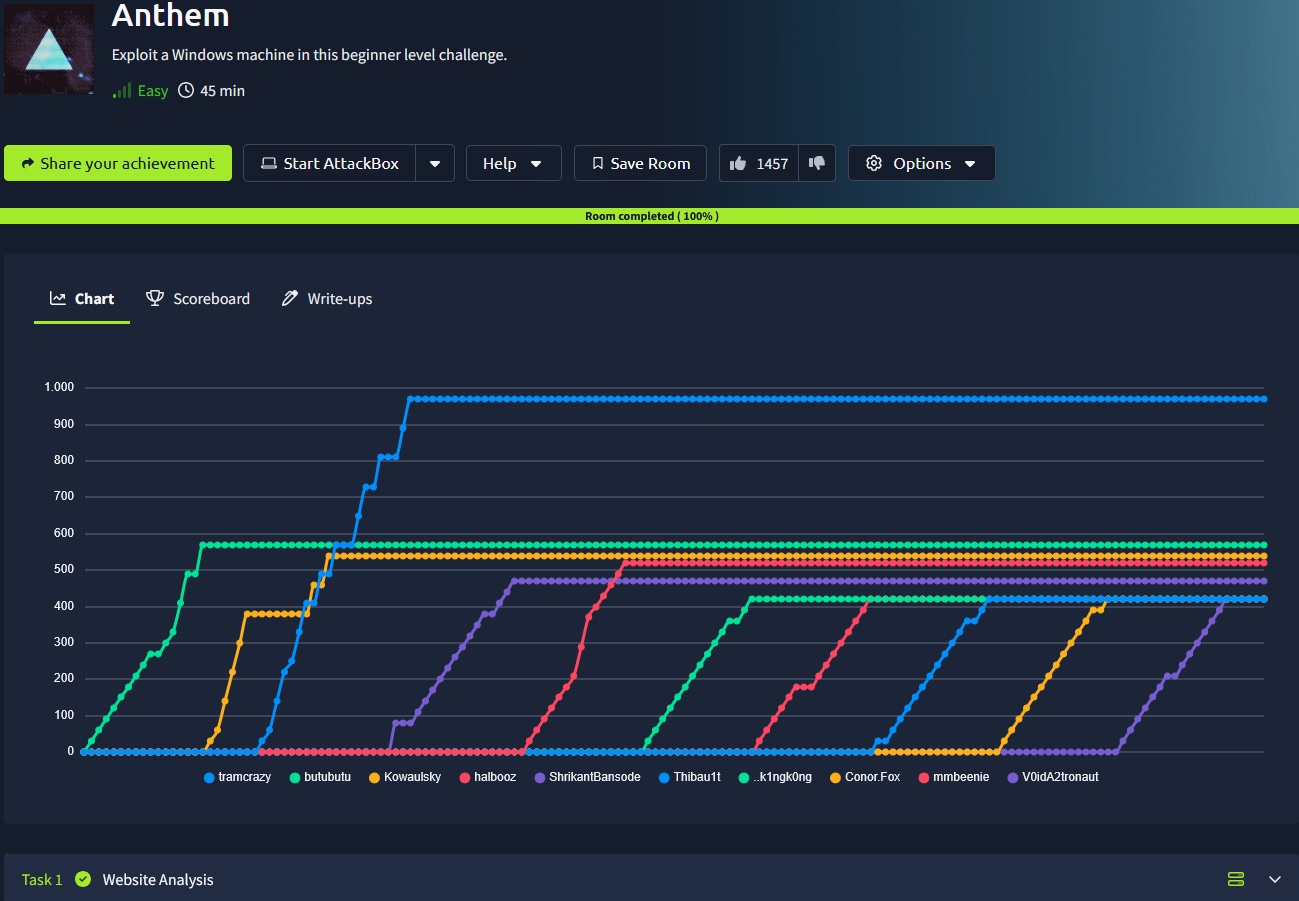 Anthem
Exploit a Windows machine in this beginner level challenge.
Easy 45 min
Share your achievement Start AttackBox Help Save Room 1457 Options
Room completed ( 100% )
Chart Scoreboard Write-ups
1.000
900
800
700
600
500
400
300
200
100
0
tramcrazy butubutu Kowaulsky halbooz ShrikantBansode Thibau1t ..k1ngk0ng Conor.Fox mmbeenie V0idA2tronaut
Task 1 Website Analysis